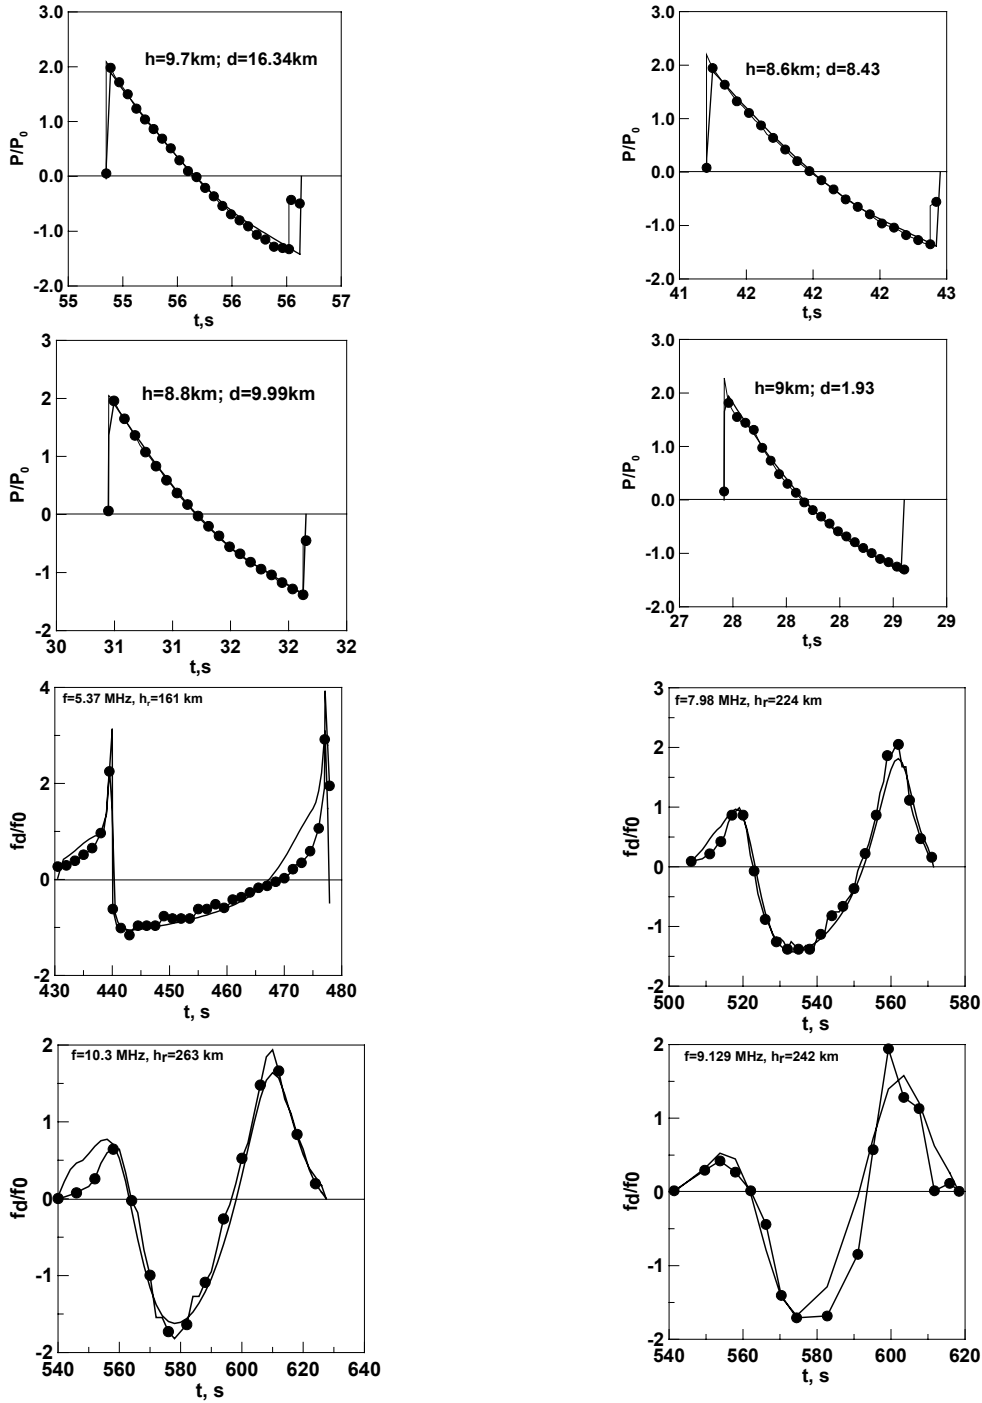 3.0
2.0
1.0
0.0
-1.0
-2.0
P/P0
h=9.7km; d=16.34km
55 55 56 56 56 57
t,s
3.0
2.0
1.0
0.0
-1.0
-2.0
P/P0
h=8.6km; d=8.43
41 42 42 42 43
t,s
3
2
1
0
-1
-2
P/P0
h=8.8km; d=9.99km
30 31 31 32 32 32
t,s
3.0
2.0
1.0
0.0
-1.0
-2.0
P/P0
h=9km; d=1.93
27 28 28 28 29 29
t,s
4
2
0
-2
fd/f0
f=5.37 MHz, hr=161 km
430 440 450 460 470 480
t, s
3
2
1
0
-1
-2
fd/f0
f=7.98 MHz, hr=224 km
500 520 540 560 580
t, s
2
1
0
-1
-2
fd/f0
f=10.3 MHz, hr=263 km
540 560 580 600 620 640
t, s
2
1
0
-1
-2
fd/f0
f=9.129 MHz, hr=242 km
540 560 580 600 620
t, s